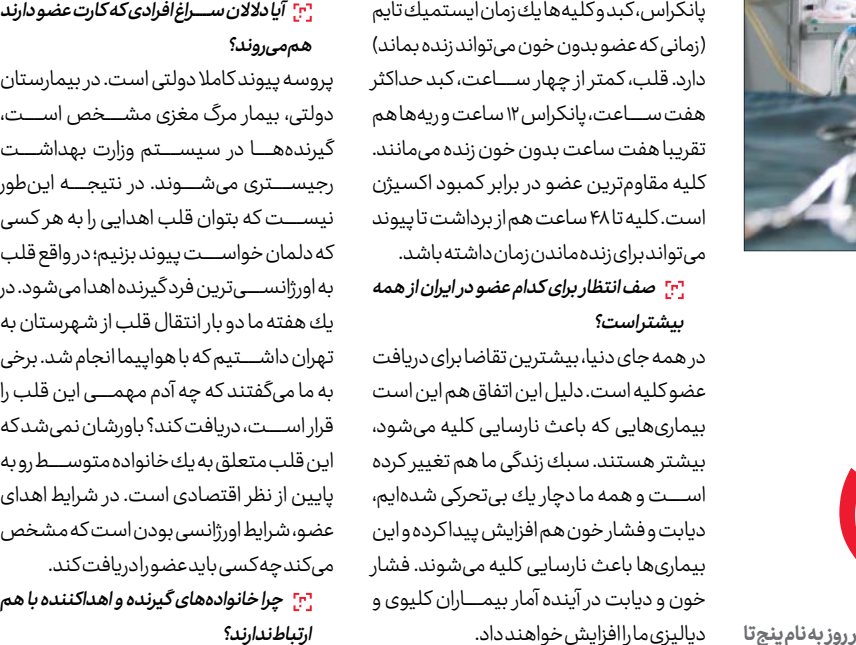 پانکراس، کبد و کلیه‌ها یك زمان ایستمیك تایم
(زمانی که عضو بدون خون می‌تواند زنده بماند)
دارد. قلب، کمتر از چهار ساعت، کبد حداکثر
هفت ساعت، پانکراس ۱۲ ساعت و ریه‌ها هم
تقریبا هفت ساعت بدون خون زنده می‌مانند.
کلیه مقاوم‌ترین عضو در برابر کمبود اکسیژن
است. کلیه تا ۴۸ ساعت هم از برداشت تا پیوند
می‌تواند برای زنده ماندن زمان داشته باشد.
صف انتظار برای کدام عضو در ایران از همه
بیشتر است؟
در همه جای دنیا، بیشترین تقاضا برای دریافت
عضو کلیه است. دلیل این اتفاق هم این است
بیماری‌هایی که باعث نارسایی کلیه می‌شود،
بیشتر هستند. سبك زندگی ما هم تغییر کرده
است و همه ما دچار یك بی‌تحرکی شده‌ایم،
دیابت و فشار خون هم افزایش پیدا کرده و این
بیماری‌ها باعث نارسایی کلیه می‌شوند. فشار
خون و دیابت در آینده آمار بیماران کلیوی و
دیالیزی ما را افزایش خواهند داد.
آیا دلالان سراغ افرادی که کارت عضو دارند
هم می‌روند؟
پروسه پیوند کاملا دولتی است. در بیمارستان
دولتی، بیمار مرگ مغزی مشخص است،
گیرنده‌ها در سیستم وزارت بهداشت
رجیستری می‌شوند. در نتیجه این‌طور
نیست که بتوان قلب اهدایی را به هر کسی
که دلمان خواست پیوند بزنیم؛ در واقع قلب
به اورژانسی‌ترین فرد گیرنده اهدا می‌شود. در
یك هفته ما دو بار انتقال قلب از شهرستان به
تهران داشتیم که با هواپیما انجام شد. برخی
به ما می‌گفتند که چه آدم مهمی این قلب را
قرار است، دریافت کند؟ باورشان نمی‌شد که
این قلب متعلق به یك خانواده متوسط رو به
پایین از نظر اقتصادی است. در شرایط اهدای
عضو، شرایط اورژانسی بودن است که مشخص
می‌کند چه کسی باید عضو را دریافت کند.
چرا خانواده‌های گیرنده و اهداکننده با هم
ارتباط ندارند؟
ر روز به نام پنج تا